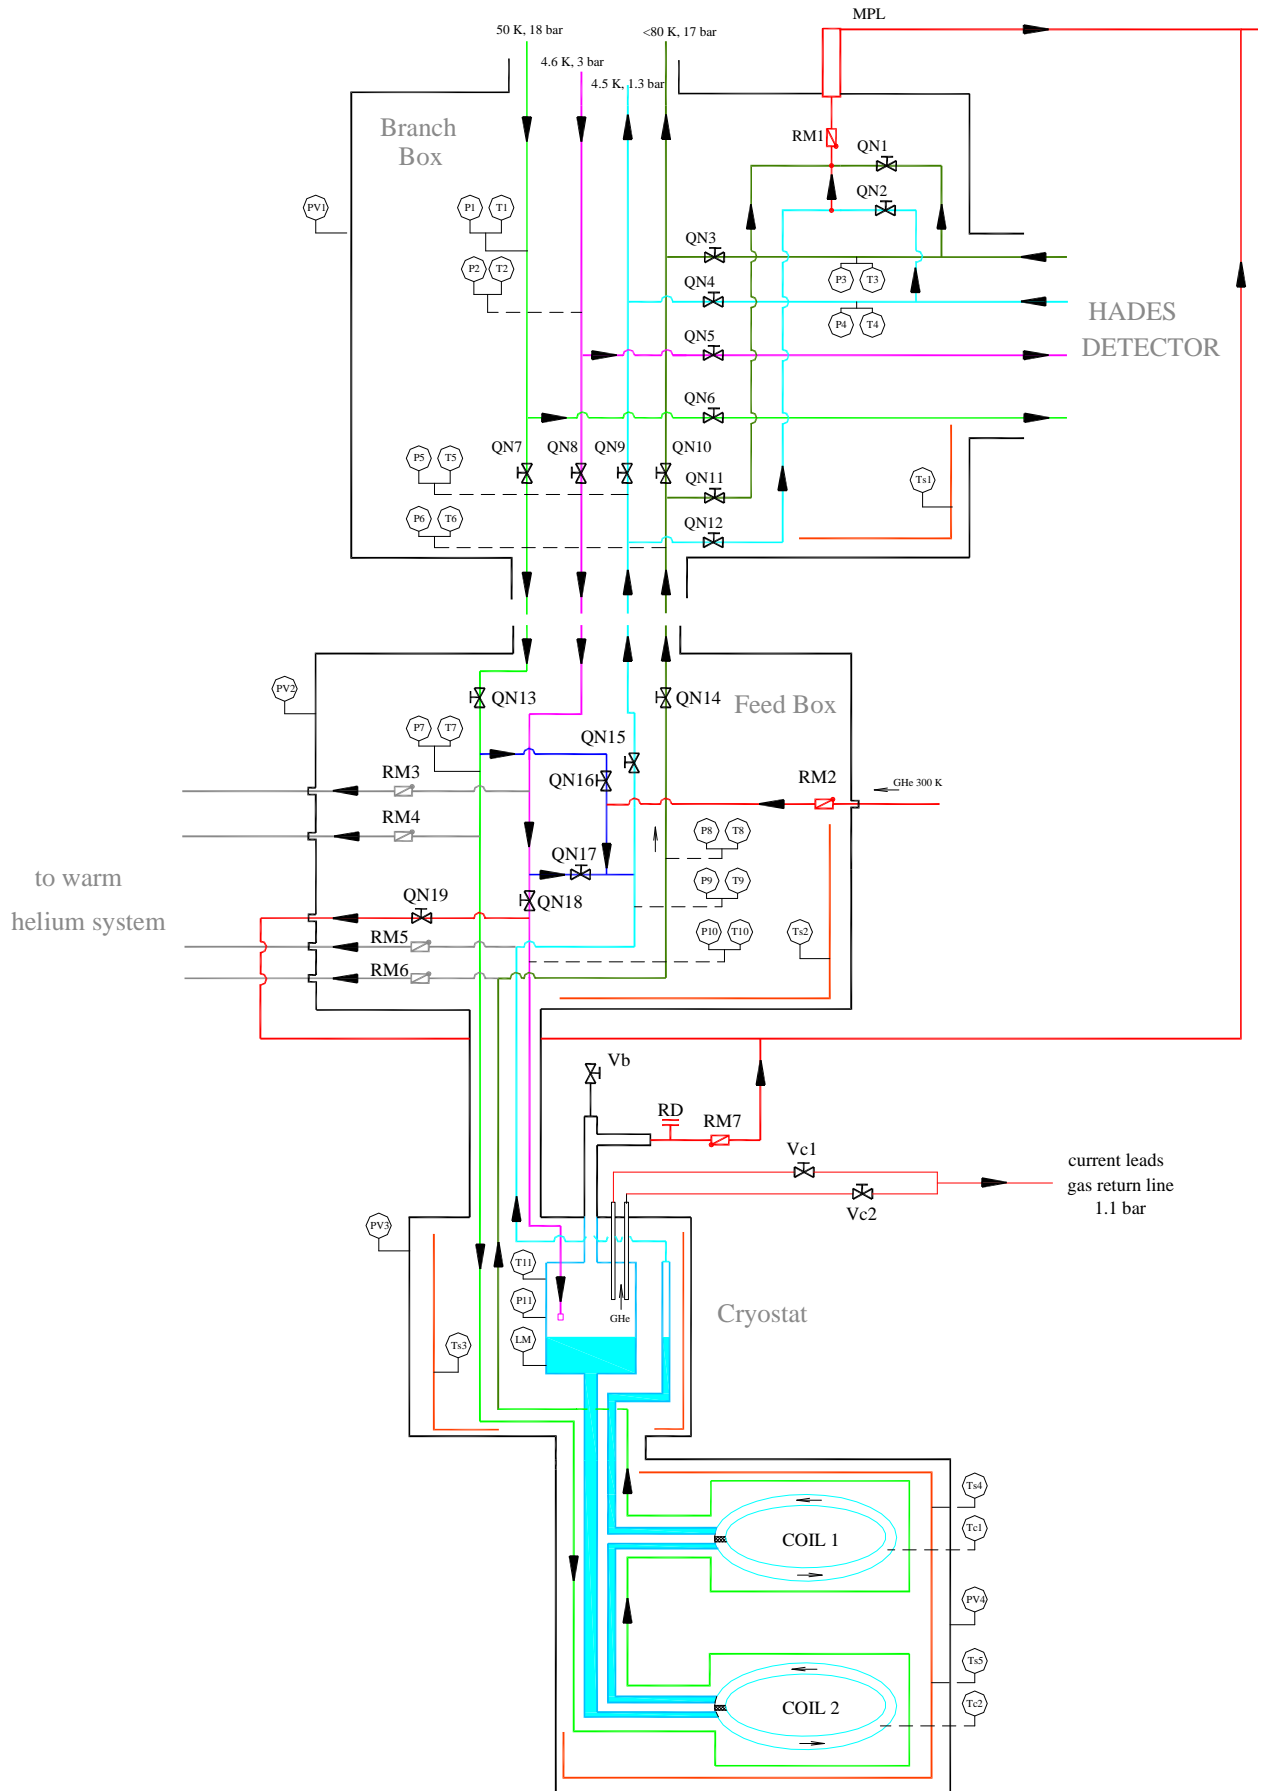 MPL
50 K, 18 bar
<80 K, 17 bar
4.6 K, 3 bar
4.5 K, 1.3 bar
Branch
Box
RM1
QN1
QN2
PV1
P1
T1
QN3
P2
T2
P3
T3
QN4
HADES
DETECTOR
P4
T4
QN5
QN6
QN7
QN8
QN9
QN10
P5
T5
QN11
Ts1
P6
T6
QN12
PV2
QN13
QN14
Feed Box
P7
T7
QN15
RM3
QN16
RM2
GHe 300 K
RM4
P8
T8
QN17
to warm
helium system
P9
T9
QN19
QN18
P10
T10
Ts2
RM5
RM6
Vb
RD
RM7
Vc1
current leads
gas return line
1.1 bar
Vc2
PV3
T11
P11
GHe
Cryostat
LM
Ts3
Ts4
Tc1
COIL 1
PV4
Ts5
Tc2
COIL 2